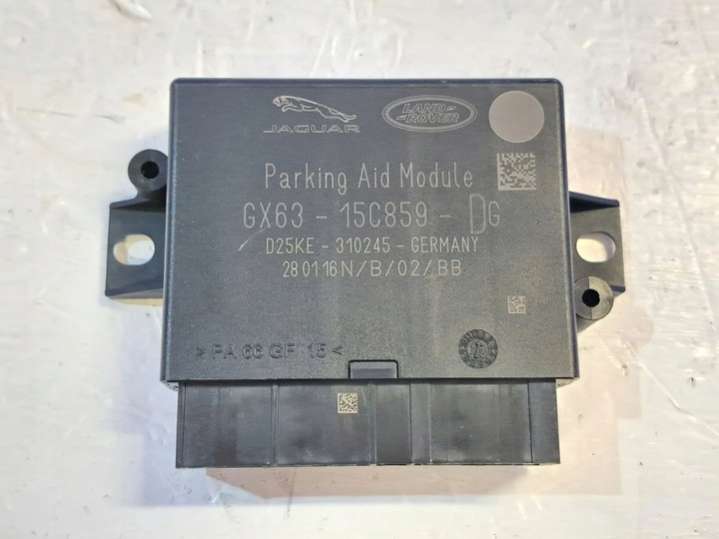 JAGUAR
LAND ROVER
Parking Aid Module
GX63 - 15C859 - DG
D25KE - 310245 - GERMANY
280116N/B/02/BB
>PA 66 GF 15<